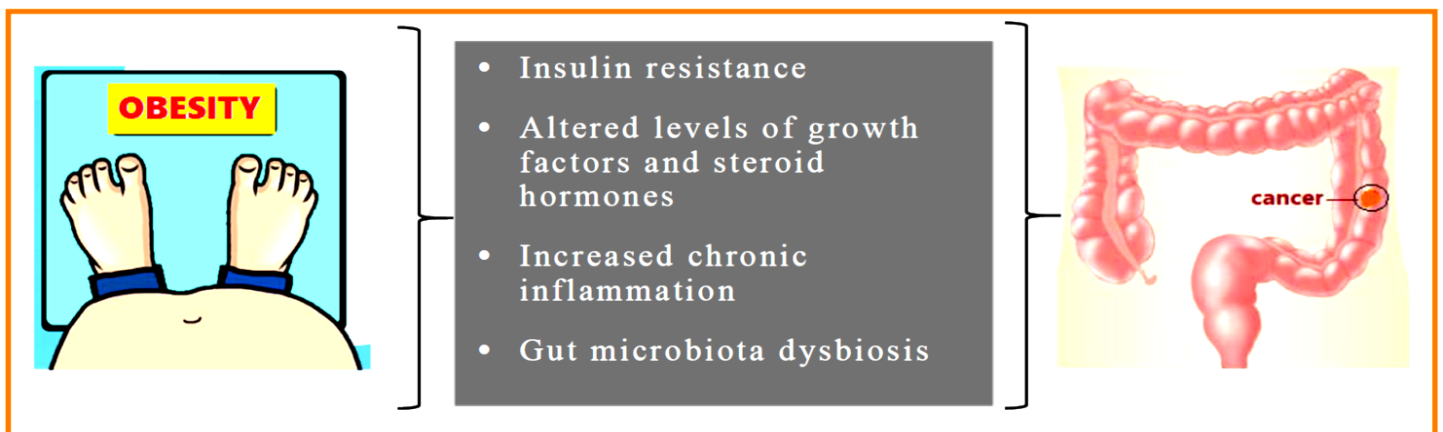 OBESITY
• Insulin resistance
• Altered levels of growth
factors and steroid
hormones
• Increased chronic
inflammation
• Gut microbiota dysbiosis
cancer